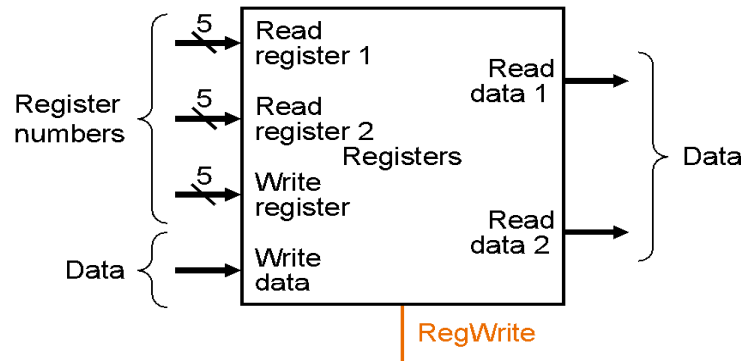 Register
numbers
Data
5
5
5
Read
register 1
Read
register 2
Write
register
Write
data
Registers
Read
data 1
Read
data 2
Data
RegWrite